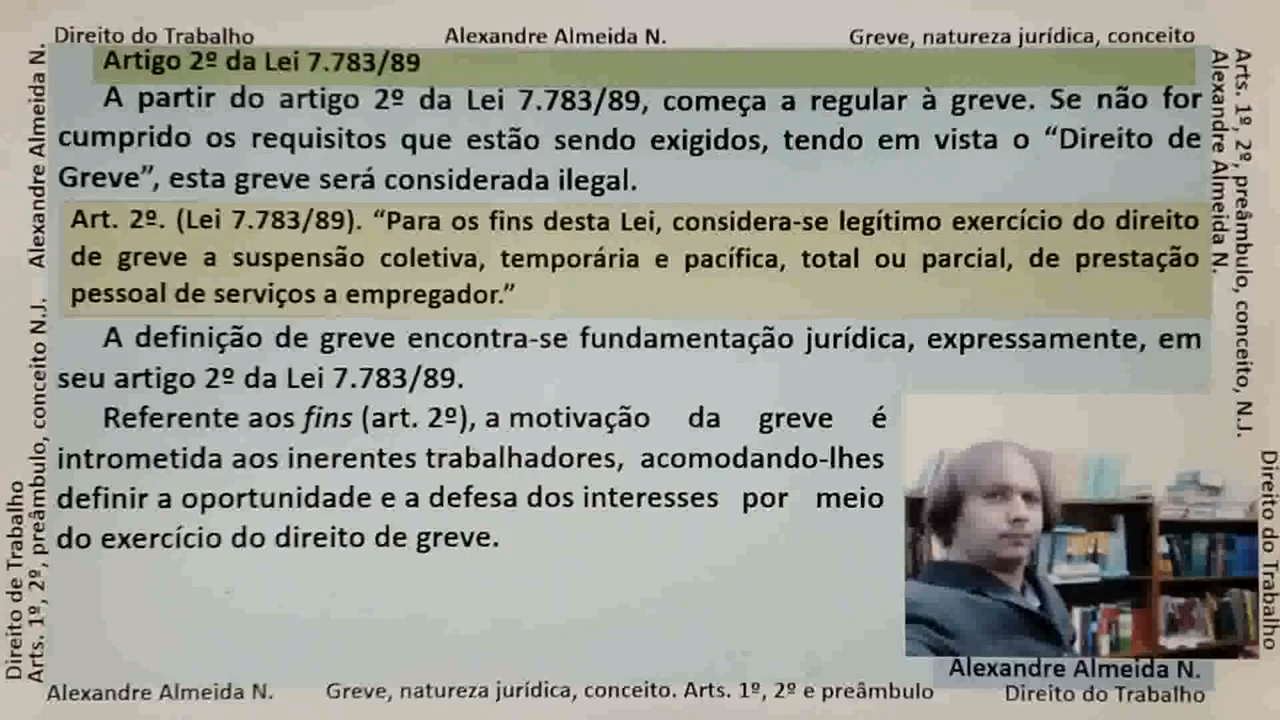 Direito do Trabalho
Alexandre Almeida N.
Greve, natureza jurídica, conceito
Artigo 2º da Lei 7.783/89
A partir do artigo 2º da Lei 7.783/89, começa a regular à greve. Se não for
cumprido os requisitos que estão sendo exigidos, tendo em vista o “Direito de
Greve”, esta greve será considerada ilegal.
Art. 2º. (Lei 7.783/89). “Para os fins desta Lei, considera-se legítimo exercício do direito
de greve a suspensão coletiva, temporária e pacífica, total ou parcial, de prestação
pessoal de serviços a empregador.”
A definição de greve encontra-se fundamentação jurídica, expressamente, em
seu artigo 2º da Lei 7.783/89.
Referente aos fins (art. 2º), a motivação da greve é
intrometida aos inerentes trabalhadores, acomodando-lhes
definir a oportunidade e a defesa dos interesses por meio
do exercício do direito de greve.
Alexandre Almeida N.
Direito do Trabalho
Alexandre Almeida N.
Greve, natureza jurídica, conceito. Arts. 1º, 2º e preâmbulo
Direito de Trabalho
Arts. 1º, 2º, preâmbulo, conceito N.J.
Alexandre Almeida N.
Arts. 1º, 2º, preâmbulo, conceito, N.J.
Alexandre Almeida N.
Direito do Trabalho